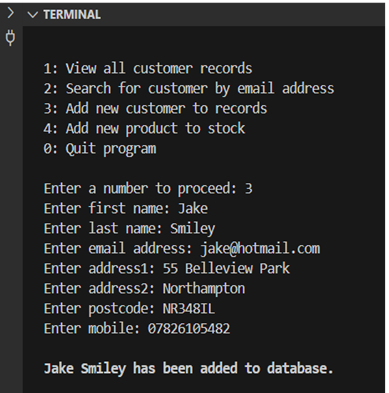 TERMINAL
1: View all customer records
2: Search for customer by email address
3: Add new customer to records
4: Add new product to stock
0: Quit program
Enter a number to proceed: 3
Enter first name: Jake
Enter last name: Smiley
Enter email address: jake@hotmail.com
Enter address1: 55 Belleview Park
Enter address2: Northampton
Enter postcode: NR348IL
Enter mobile: 07826105482
Jake Smiley has been added to database.